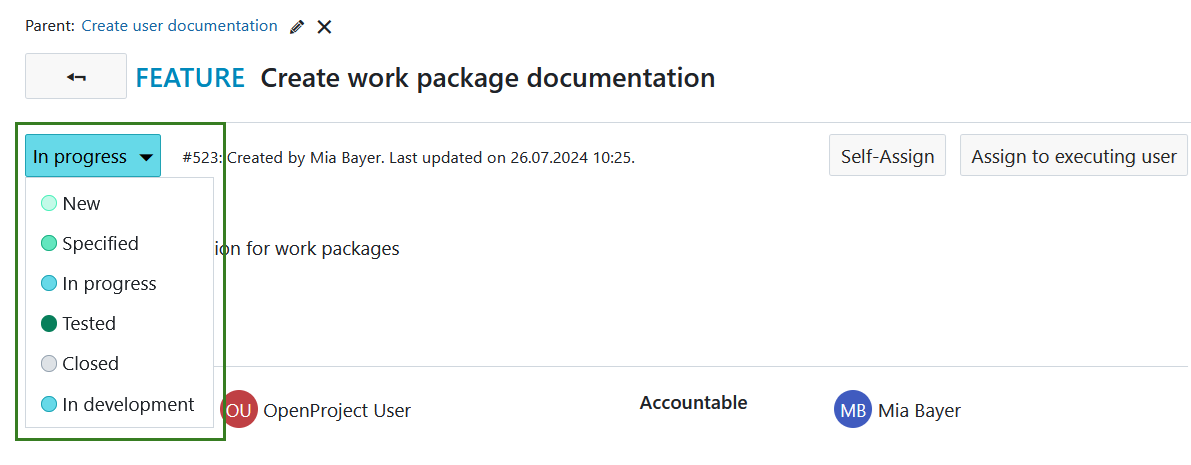 Parent: Create user documentation
FEATURE Create work package documentation
In progress #523: Created by Mia Bayer. Last updated on 26.07.2024 10:25. Self-Assign Assign to executing user
New
Specified
ion for work packages
In progress
Tested
Closed
In development
OU OpenProject User Accountable MB Mia Bayer